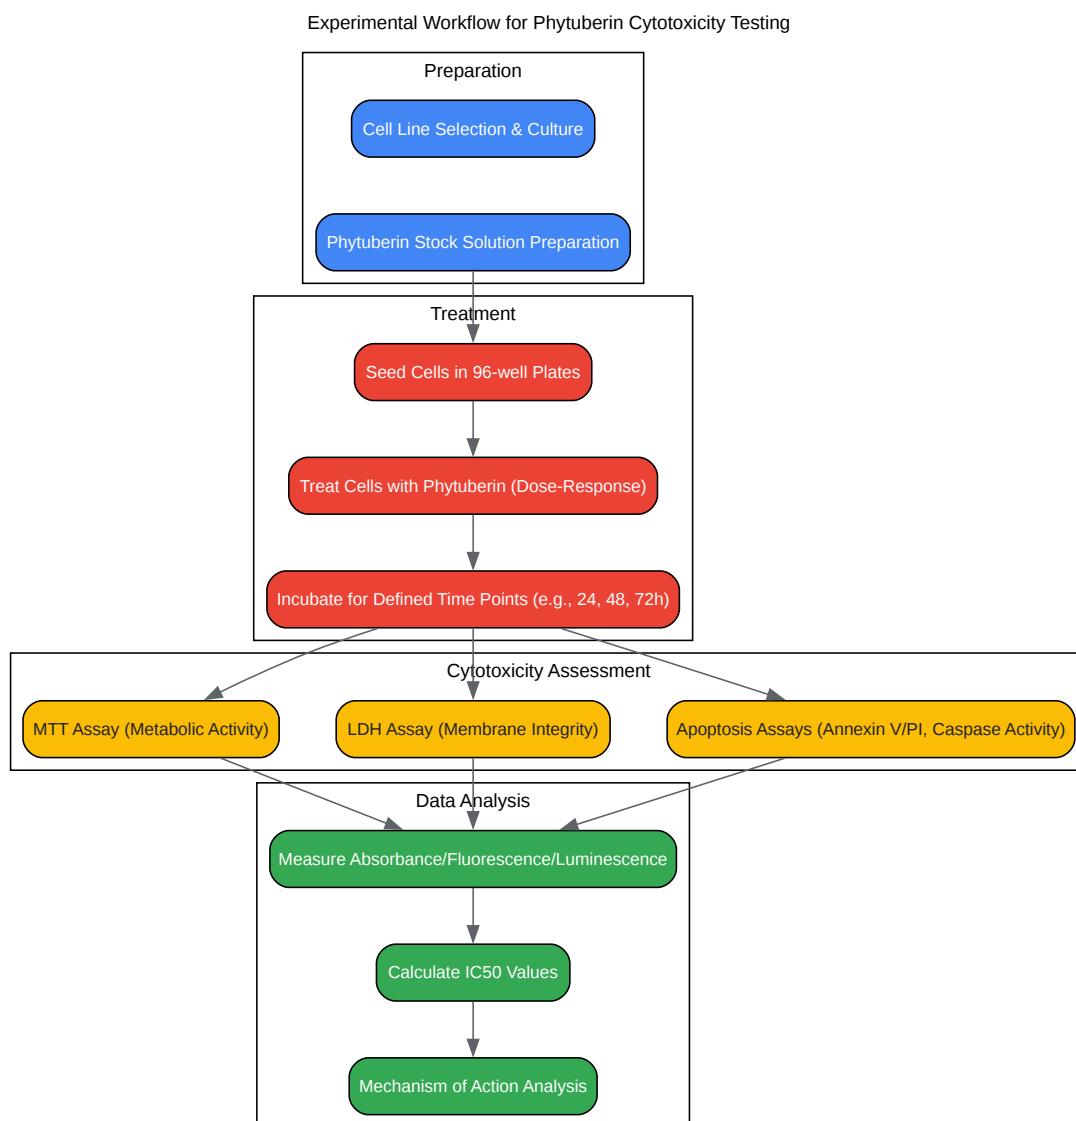 Experimental Workflow for Phytuberin Cytotoxicity Testing
Preparation
Cell Line Selection & Culture
Phytuberin Stock Solution Preparation
Treatment
Seed Cells in 96-well Plates
Treat Cells with Phytuberin (Dose-Response)
Incubate for Defined Time Points (e.g., 24, 48, 72h)
Cytotoxicity Assessment
MTT Assay (Metabolic Activity)
LDH Assay (Membrane Integrity)
Apoptosis Assays (Annexin V/PI, Caspase Activity)
Data Analysis
Measure Absorbance/Fluorescence/Luminescence
Calculate IC50 Values
Mechanism of Action Analysis